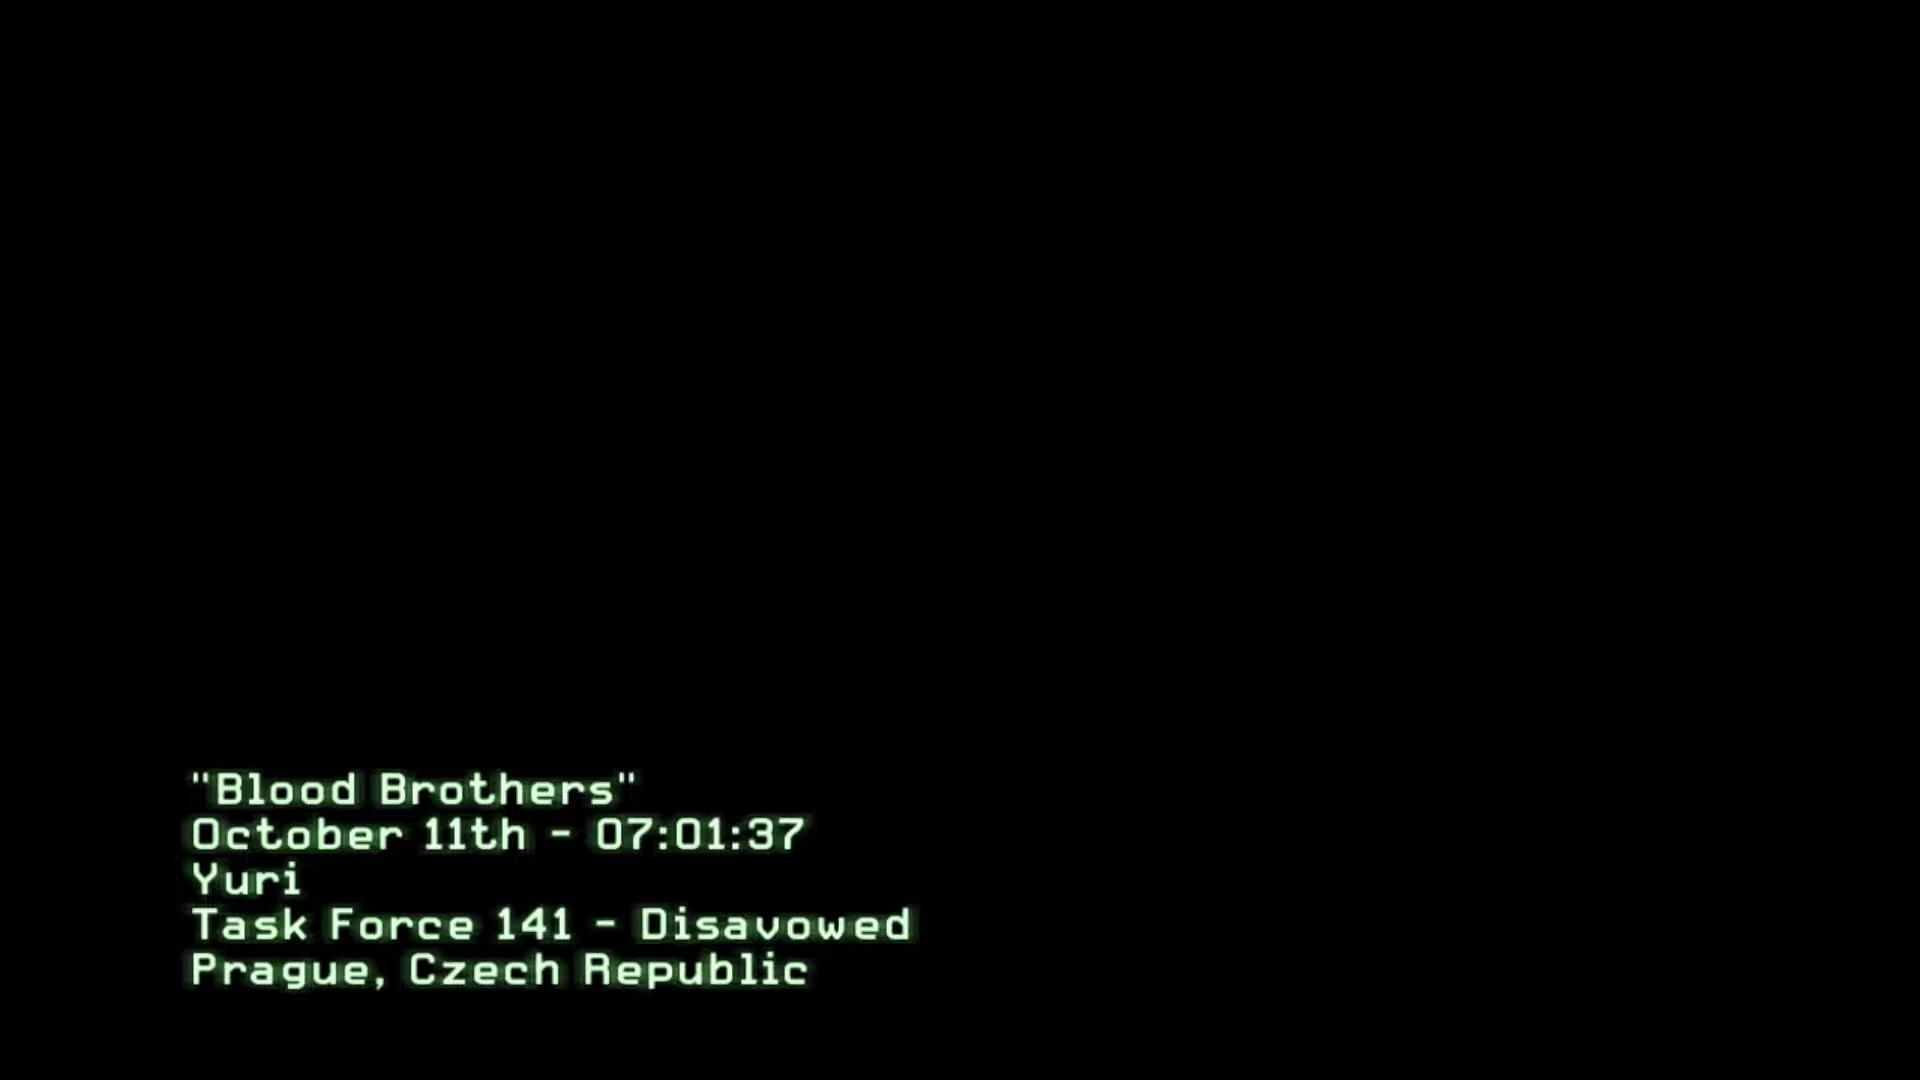 "Blood Brothers"
October 11th - 07:01:37
Yuri
Task Force 141 - Disavowed
Prague, Czech Republic